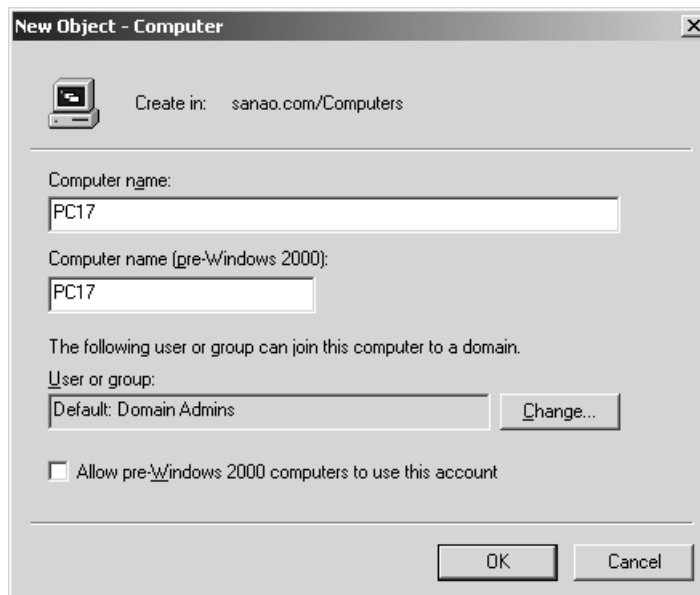 New Object - Computer
Create in: sanao.com/Computers
Computer name:
PC17
Computer name (pre-Windows 2000):
PC17
The following user or group can join this computer to a domain.
User or group:
Default: Domain Admins
Change...
Allow pre-Windows 2000 computers to use this account
OK Cancel